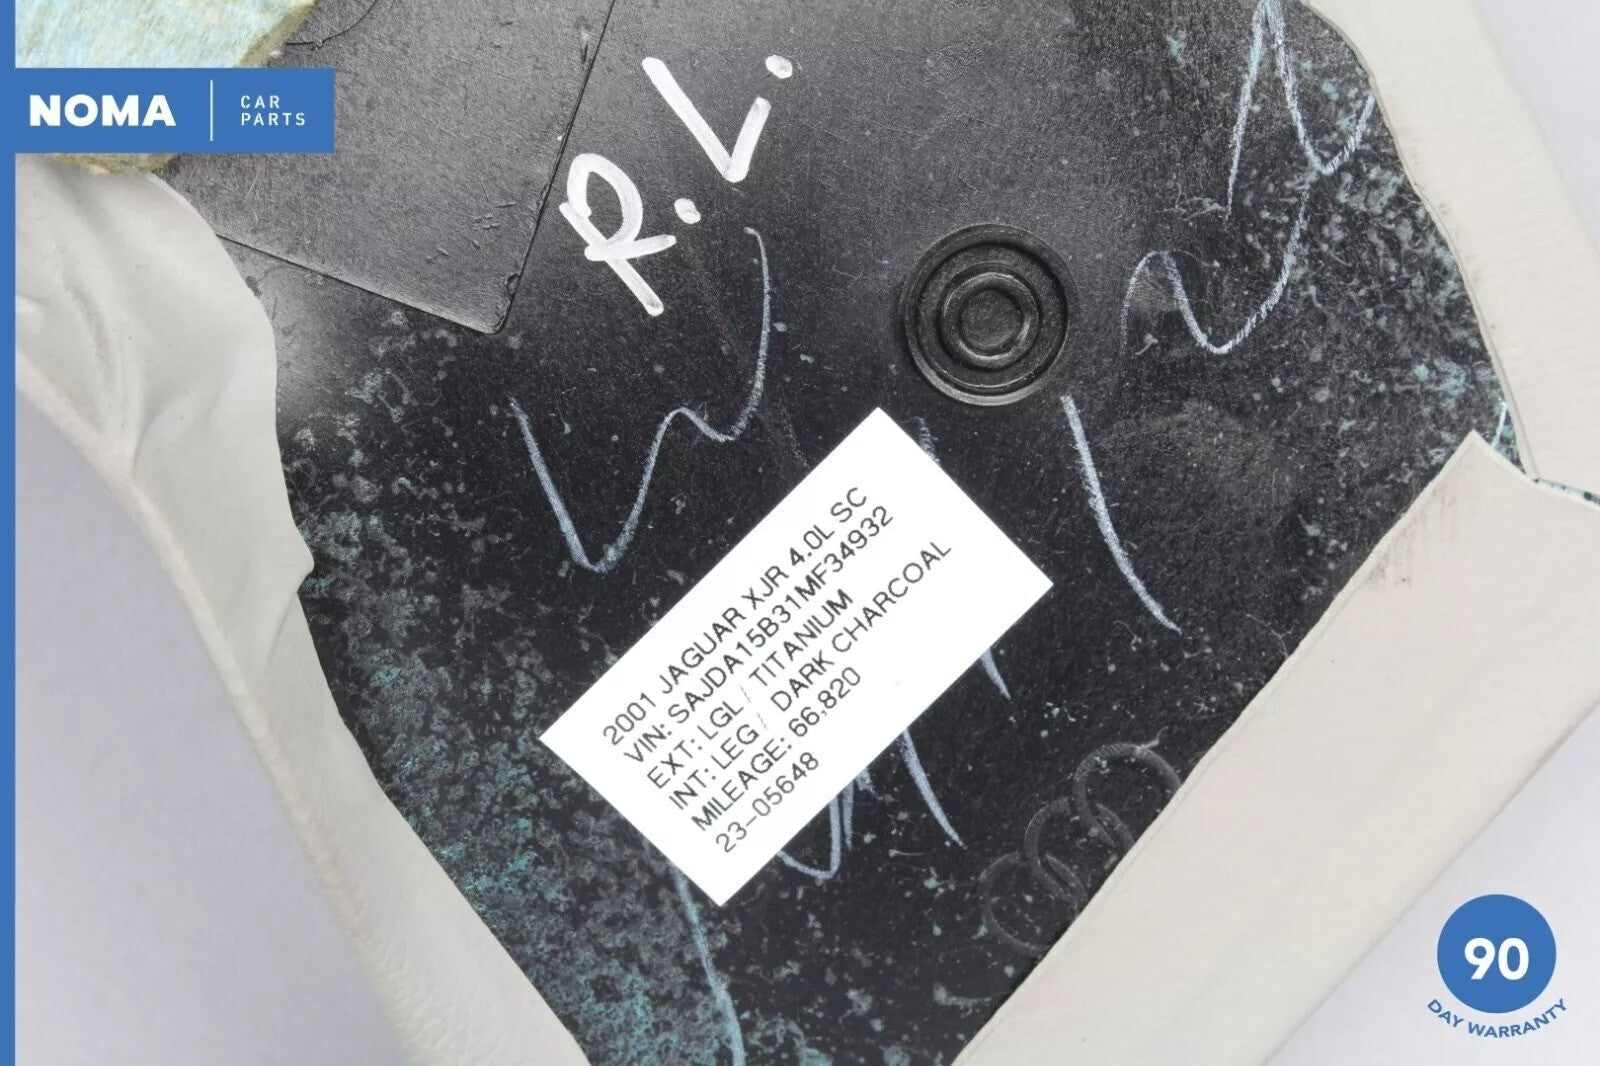 NOMA
CAR
PARTS
R.L.
2001 JAGUAR XJR 4.0L SC
VIN: SAJDA15B31MF34932
EXT: LGL / TITANIUM
INT: LEG / DARK CHARCOAL
MILEAGE: 66,820
23-05648
90
DAY WARRANTY